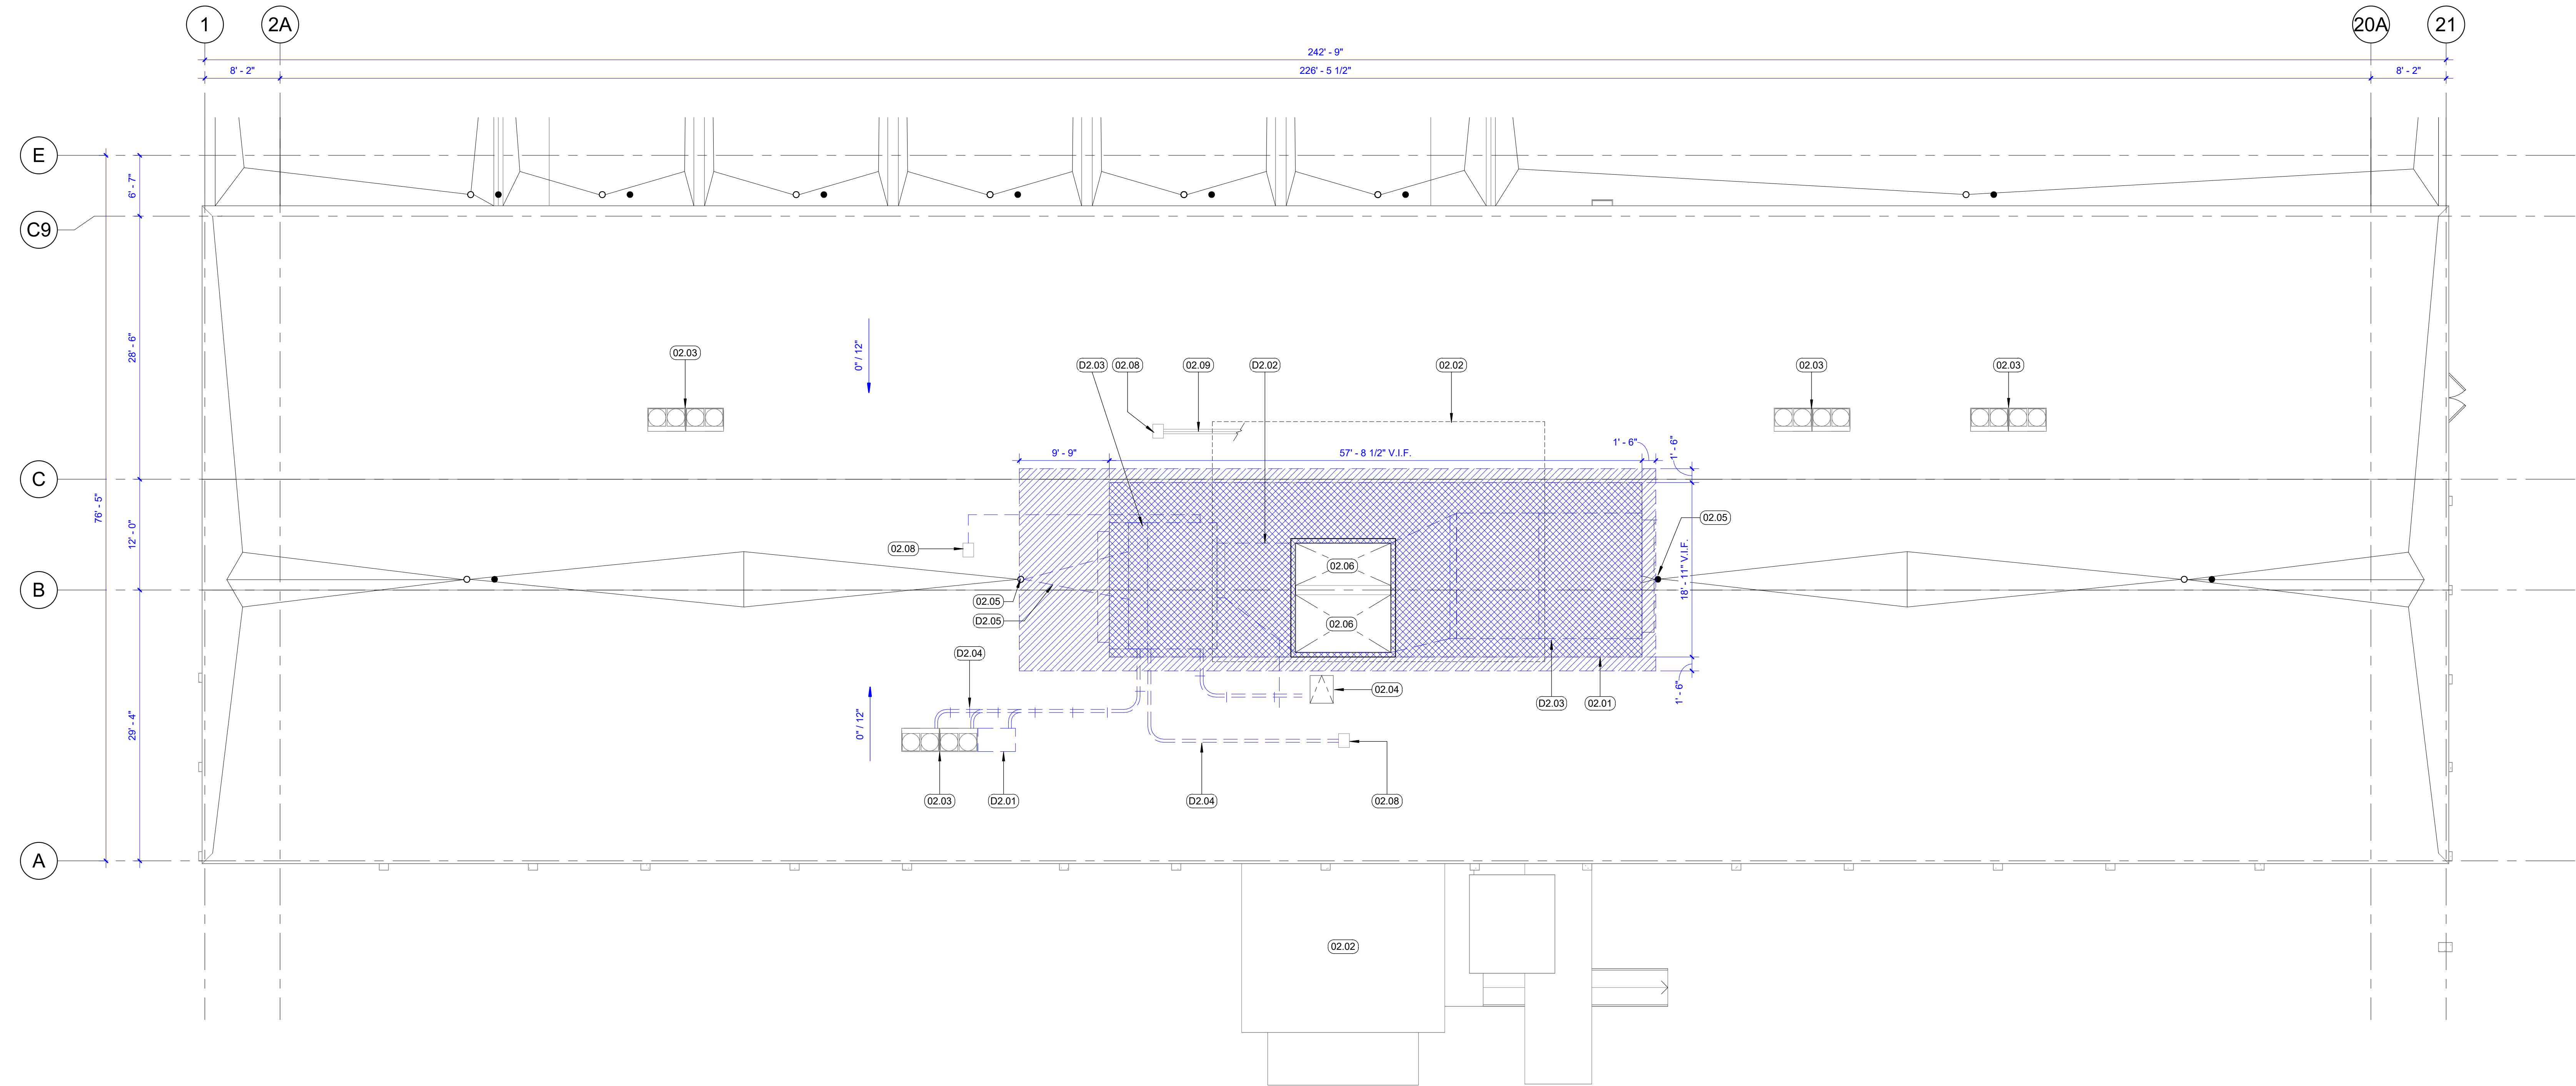 1
2A
20A
21
242' - 9"
8' - 2"
226' - 5 1/2"
8' - 2"
E
6' - 7"
C9
28' - 6"
0" / 12"
02.03
D2.03
02.08
02.09
D2.02
02.02
02.03
02.03
1' - 6"
1' - 6"
9' - 9"
57' - 8 1/2" V.I.F.
C
76' - 5"
12' - 0"
02.05
02.08
18' - 11" V.I.F.
02.06
B
02.05
D2.05
02.06
D2.04
02.04
1' - 6"
D2.03
02.01
29' - 4"
0" / 12"
02.03
D2.01
D2.04
02.08
A
02.02